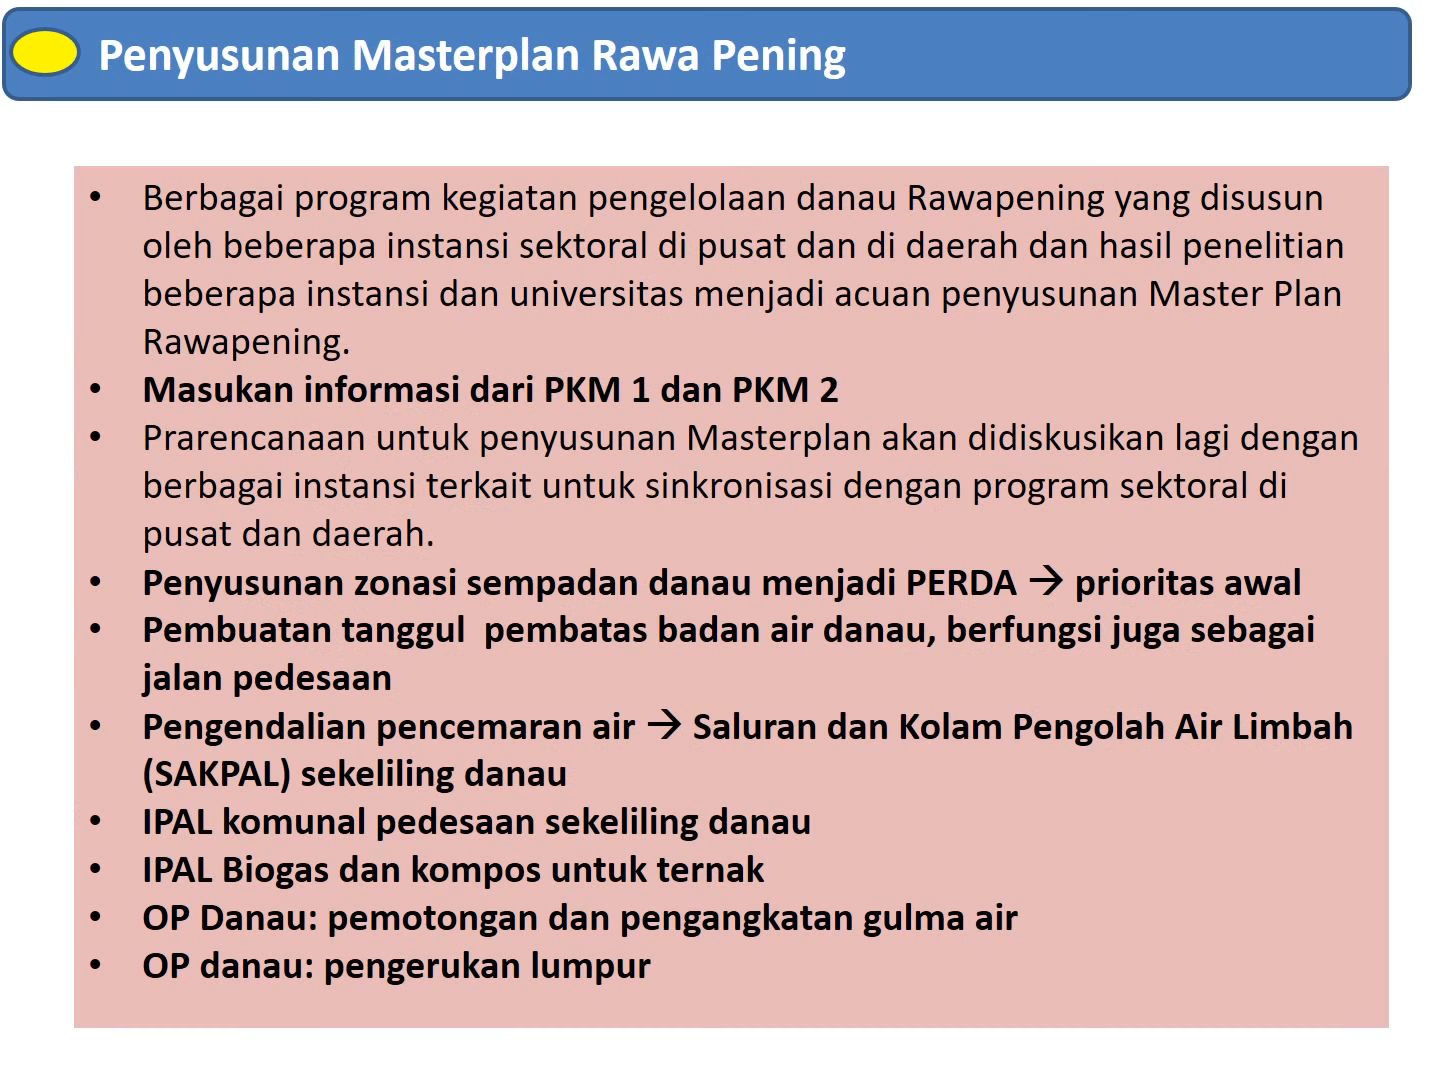 Penyusunan Masterplan Rawa Pening
• Berbagai program kegiatan pengelolaan danau Rawapening yang disusun
oleh beberapa instansi sektoral di pusat dan di daerah dan hasil penelitian
beberapa instansi dan universitas menjadi acuan penyusunan Master Plan
Rawapening.
• Masukan informasi dari PKM 1 dan PKM 2
• Prarencanaan untuk penyusunan Masterplan akan didiskusikan lagi dengan
berbagai instansi terkait untuk sinkronisasi dengan program sektoral di
pusat dan daerah.
• Penyusunan zonasi sempadan danau menjadi PERDA → prioritas awal
• Pembuatan tanggul  pembatas badan air danau, berfungsi juga sebagai
jalan pedesaan
• Pengendalian pencemaran air → Saluran dan Kolam Pengolah Air Limbah
(SAKPAL) sekeliling danau
• IPAL komunal pedesaan sekeliling danau
• IPAL Biogas dan kompos untuk ternak
• OP Danau: pemotongan dan pengangkatan gulma air
• OP danau: pengerukan lumpur